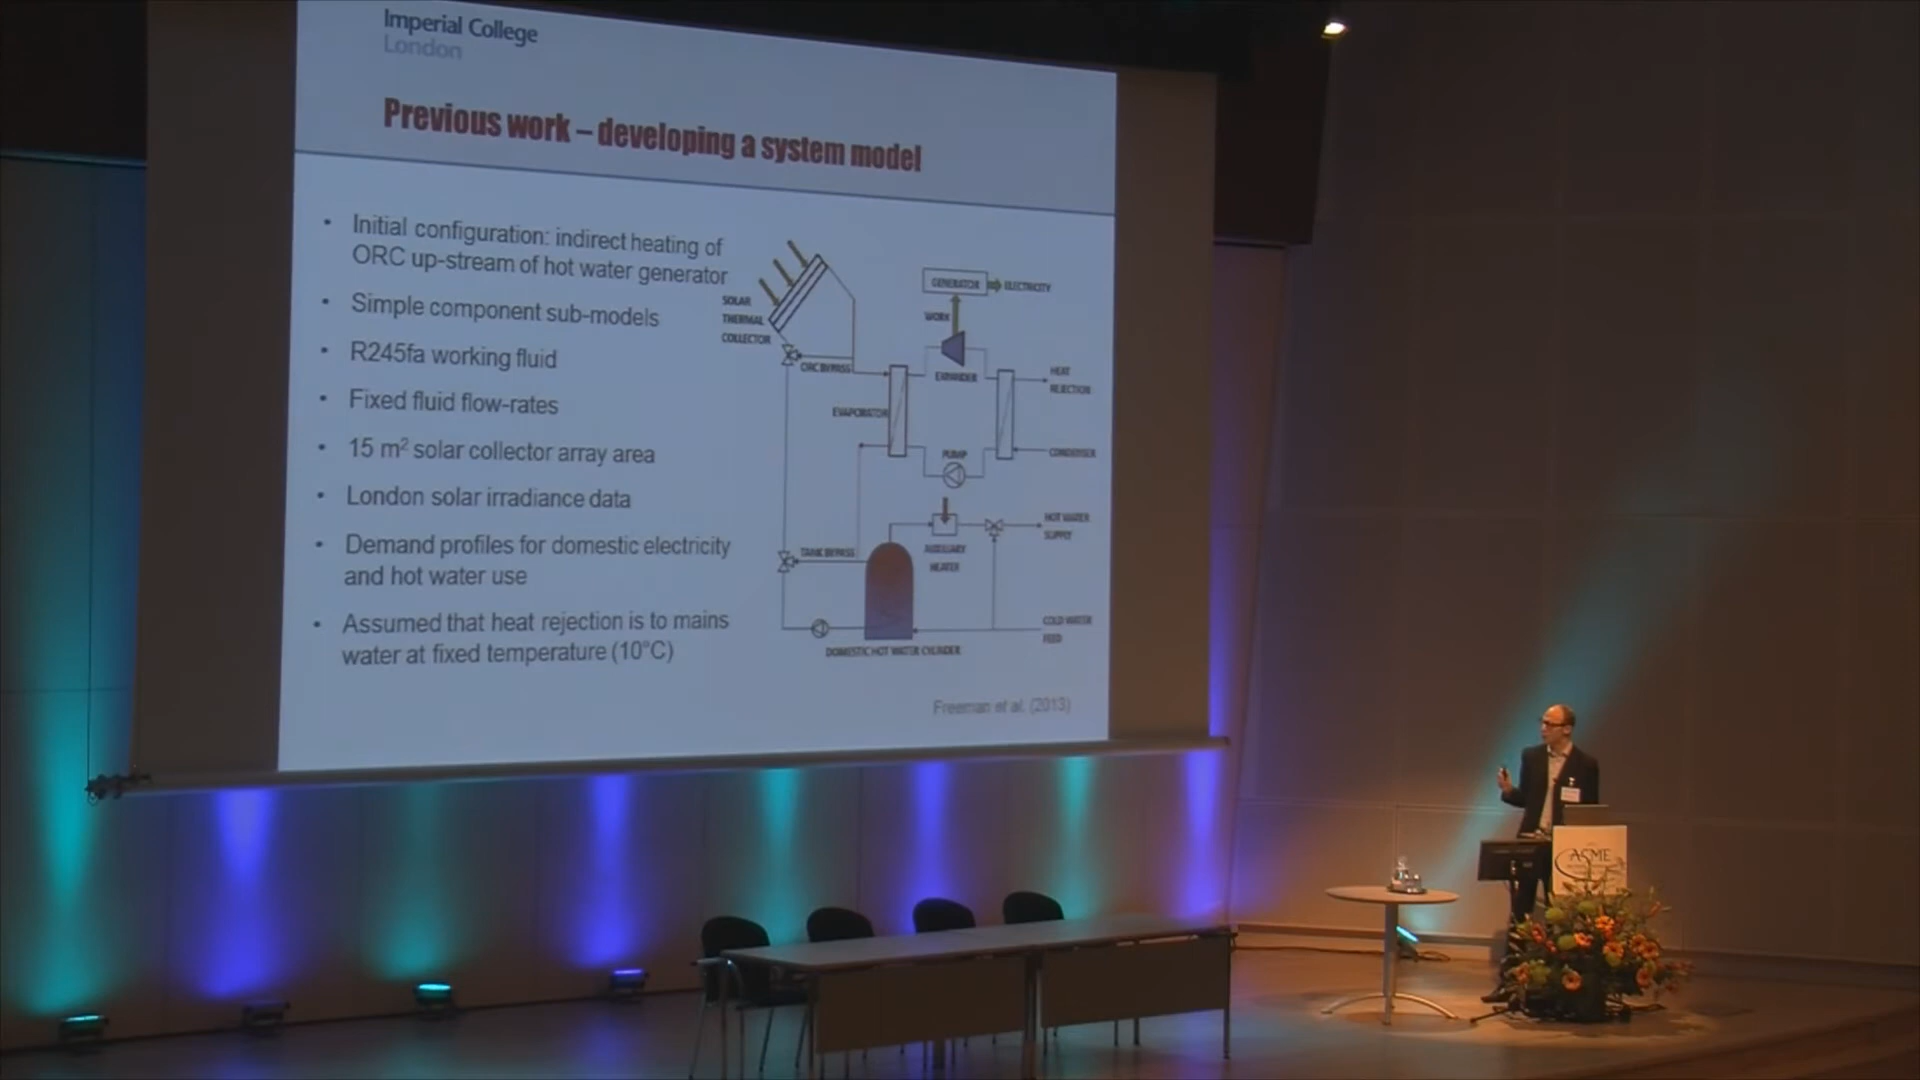 Imperial College
London
Previous work – developing a system model
• Initial configuration: indirect heating of
ORC up-stream of hot water generator
• Simple component sub-models
• R245fa working fluid
• Fixed fluid flow-rates
• 15 m² solar collector array area
• London solar irradiance data
• Demand profiles for domestic electricity
and hot water use
• Assumed that heat rejection is to mains
water at fixed temperature (10°C)
SOLAR
THERMAL
COLLECTOR
GENERATOR
ELECTRICITY
WORK
ORC BYPASS
EXPANDER
HEAT
REJECTION
EVAPORATOR
PUMP
CONDENSER
HOT WATER
SUPPLY
TANK BYPASS
AUXILIARY
HEATER
COLD WATER
FEED
DOMESTIC HOT WATER CYLINDER
Freeman et al. (2013)
ASME